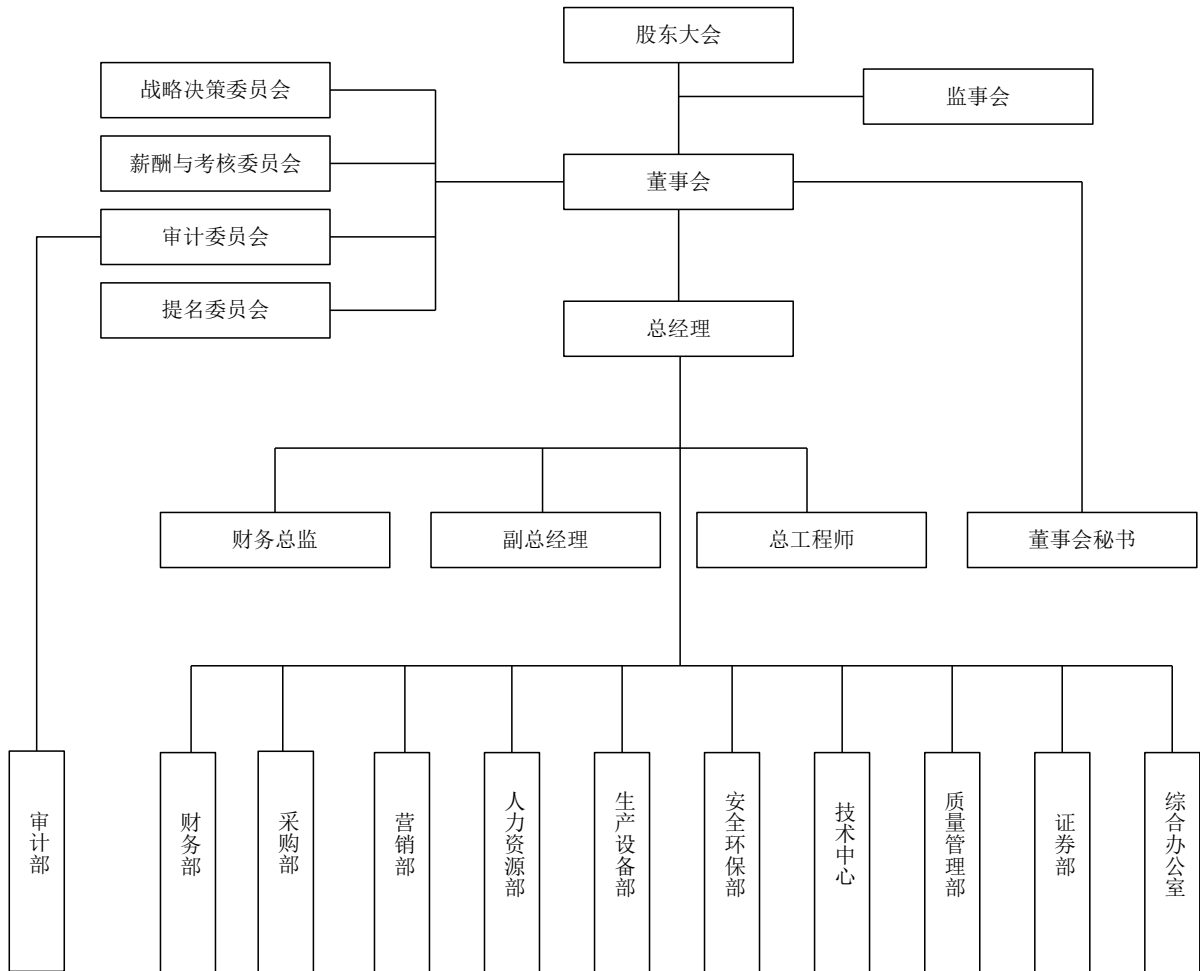 股东大会
战略决策委员会
监事会
薪酬与考核委员会
董事会
审计委员会
提名委员会
总经理
财务总监
副总经理
总工程师
董事会秘书
审计部
财务部
采购部
营销部
人力资源部
生产设备部
安全环保部
技术中心
质量管理部
证券部
综合办公室